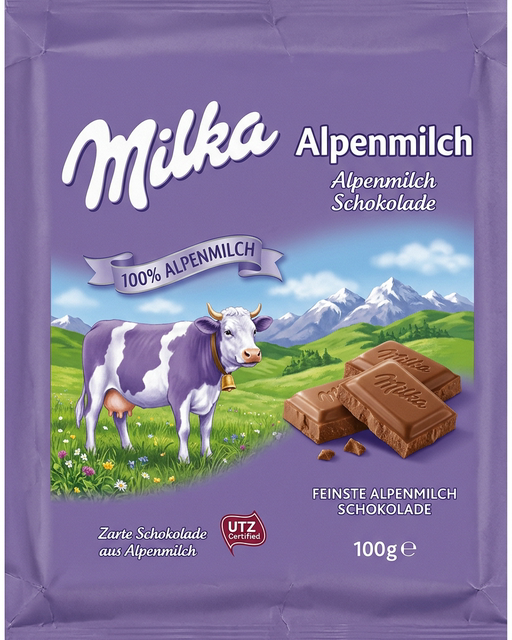 Milka
Alpenmilch
Alpenmilch
Schokolade
100% ALPENMILCH
Milka
Milka
FEINSTE ALPENMILCH
SCHOKOLADE
Zarte Schokolade
aus Alpenmilch
UTZ
Certified
100g ℮